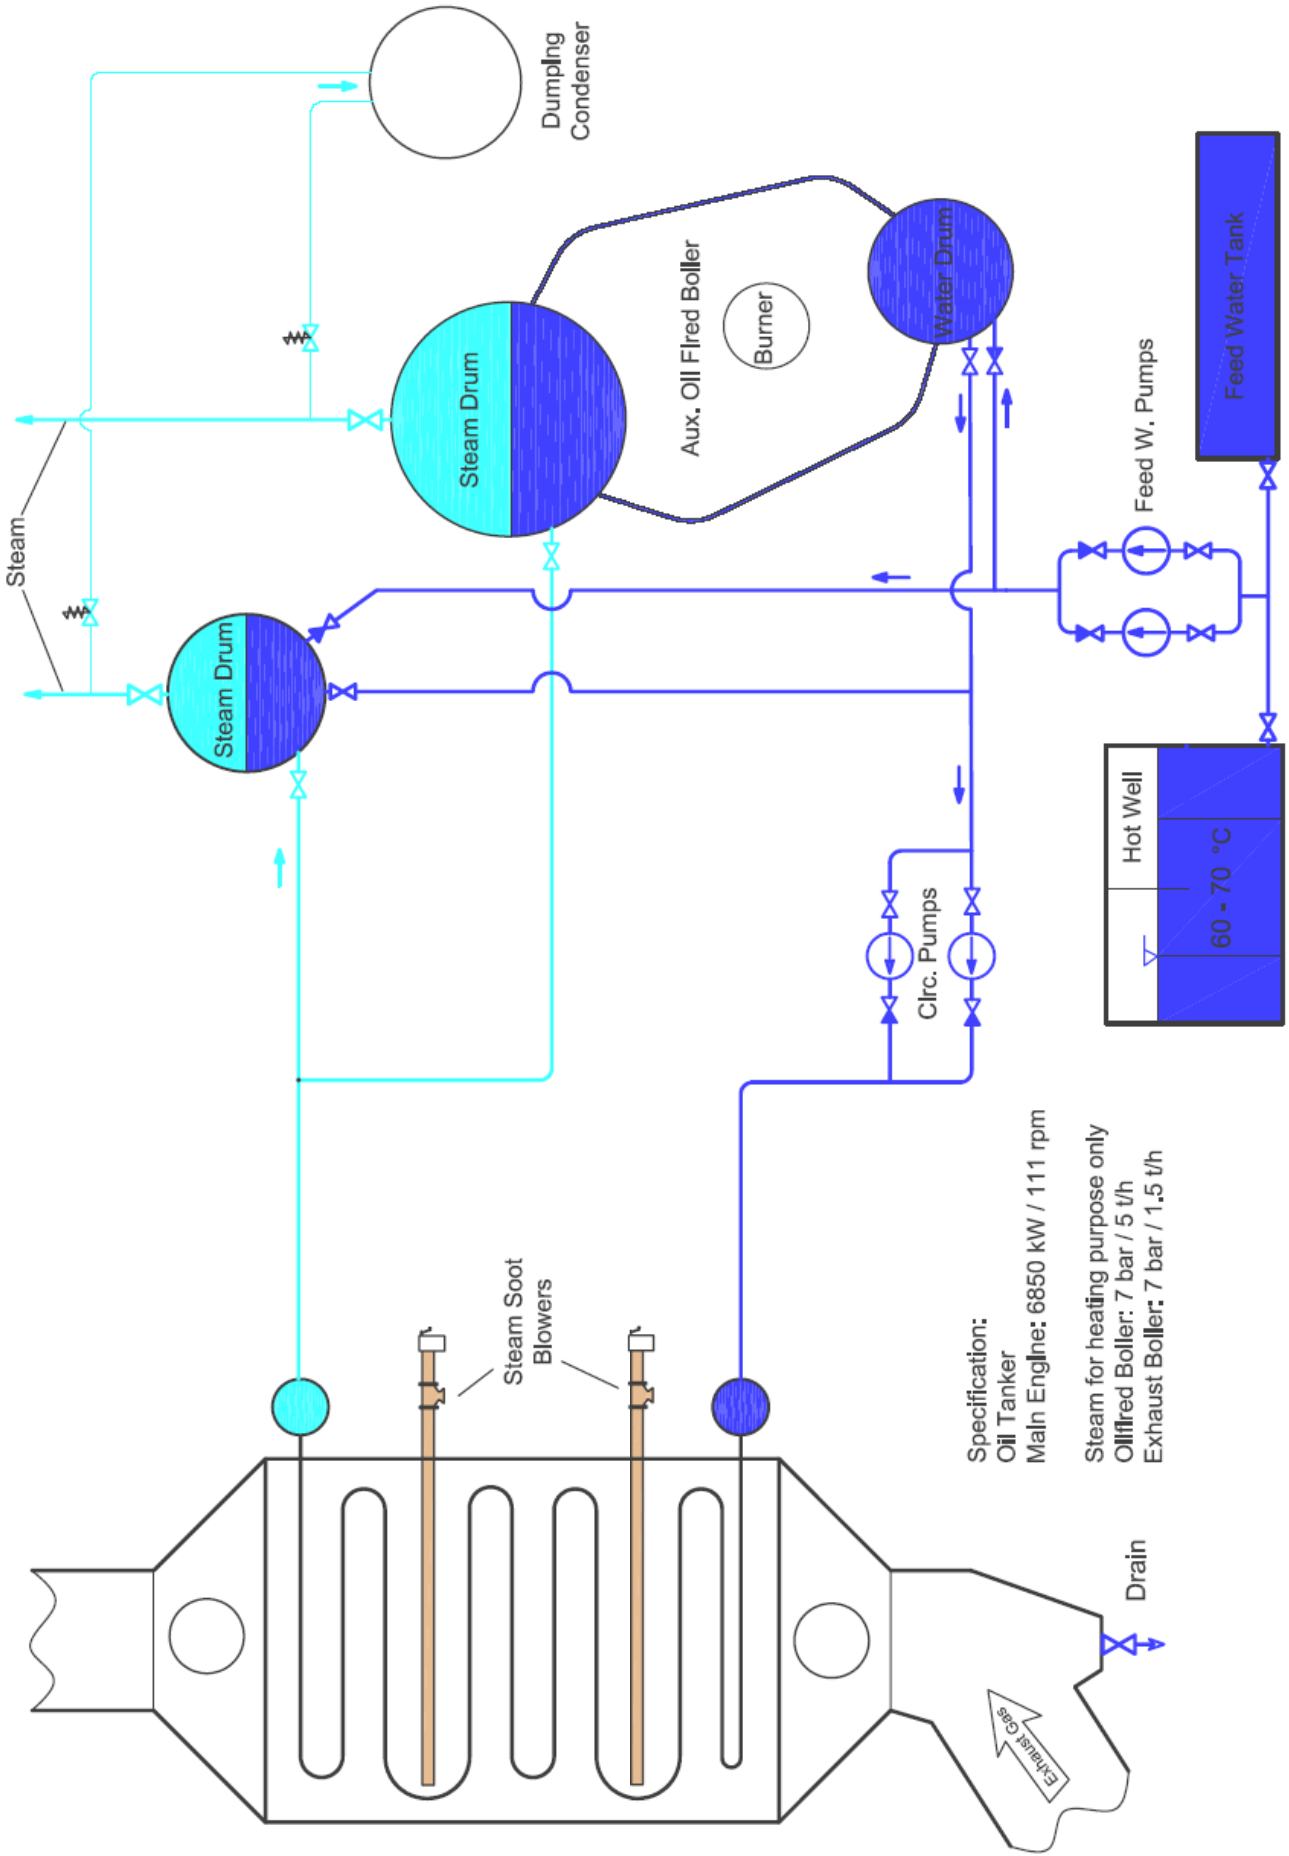 Steam
Dumping
Condenser
Steam Drum
Steam Drum
Aux. Oil Fired Boiler
Burner
Water Drum
Feed W. Pumps
Feed Water Tank
Hot Well
60 - 70 °C
Circ. Pumps
Steam Soot
Blowers
Specification:
Oil Tanker
Main Engine: 6850 kW / 111 rpm
Steam for heating purpose only
Oilfired Boiler: 7 bar / 5 t/h
Exhaust Boiler: 7 bar / 1.5 t/h
Exhaust Gas
Drain